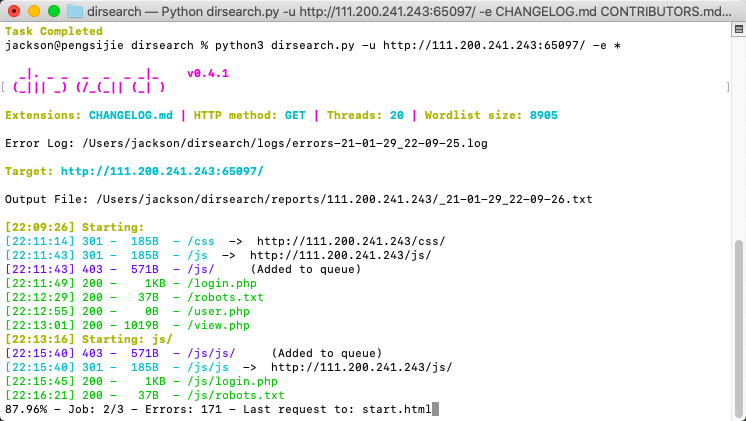 dirsearch — Python dirsearch.py -u http://111.200.241.243:65097/ -e CHANGELOG.md CONTRIBUTORS.md...
Task Completed
jackson@pengsijie dirsearch % python3 dirsearch.py -u http://111.200.241.243:65097/ -e *
  _|. _ _  _  _  _ _|_    v0.4.1
 (_||| _) (/_(_|| (_| )
Extensions: CHANGELOG.md | HTTP method: GET | Threads: 20 | Wordlist size: 8905
Error Log: /Users/jackson/dirsearch/logs/errors-21-01-29_22-09-25.log
Target: http://111.200.241.243:65097/
Output File: /Users/jackson/dirsearch/reports/111.200.241.243/_21-01-29_22-09-26.txt
[22:09:26] Starting:
[22:11:14] 301 -  185B  - /css  ->  http://111.200.241.243/css/
[22:11:43] 301 -  185B  - /js  ->  http://111.200.241.243/js/
[22:11:43] 403 -  571B  - /js/     (Added to queue)
[22:11:49] 200 -    1KB - /login.php
[22:12:29] 200 -   37B  - /robots.txt
[22:12:55] 200 -    0B  - /user.php
[22:13:01] 200 - 1019B  - /view.php
[22:13:16] Starting: js/
[22:15:40] 403 -  571B  - /js/js/     (Added to queue)
[22:15:40] 301 -  185B  - /js/js  ->  http://111.200.241.243/js/
[22:15:45] 200 -    1KB - /js/login.php
[22:16:21] 200 -   37B  - /js/robots.txt
87.96% - Job: 2/3 - Errors: 171 - Last request to: start.html